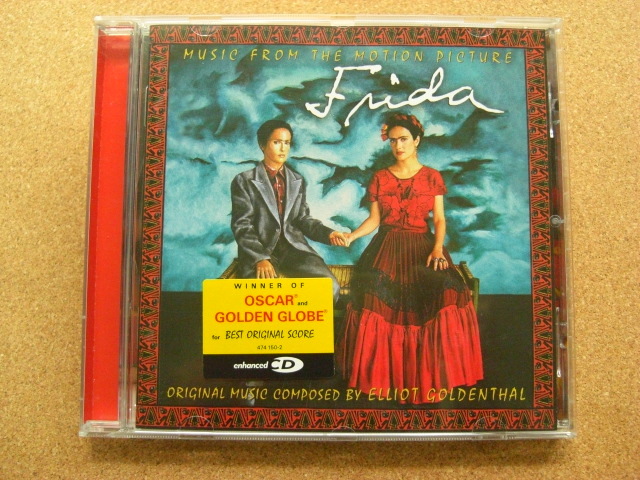 MUSIC FROM THE MOTION PICTURE
Frida
WINNER OF
OSCAR® and
GOLDEN GLOBE®
for BEST ORIGINAL SCORE
474 150-2
enhanced CD
ORIGINAL MUSIC COMPOSED BY ELLIOT GOLDENTHAL